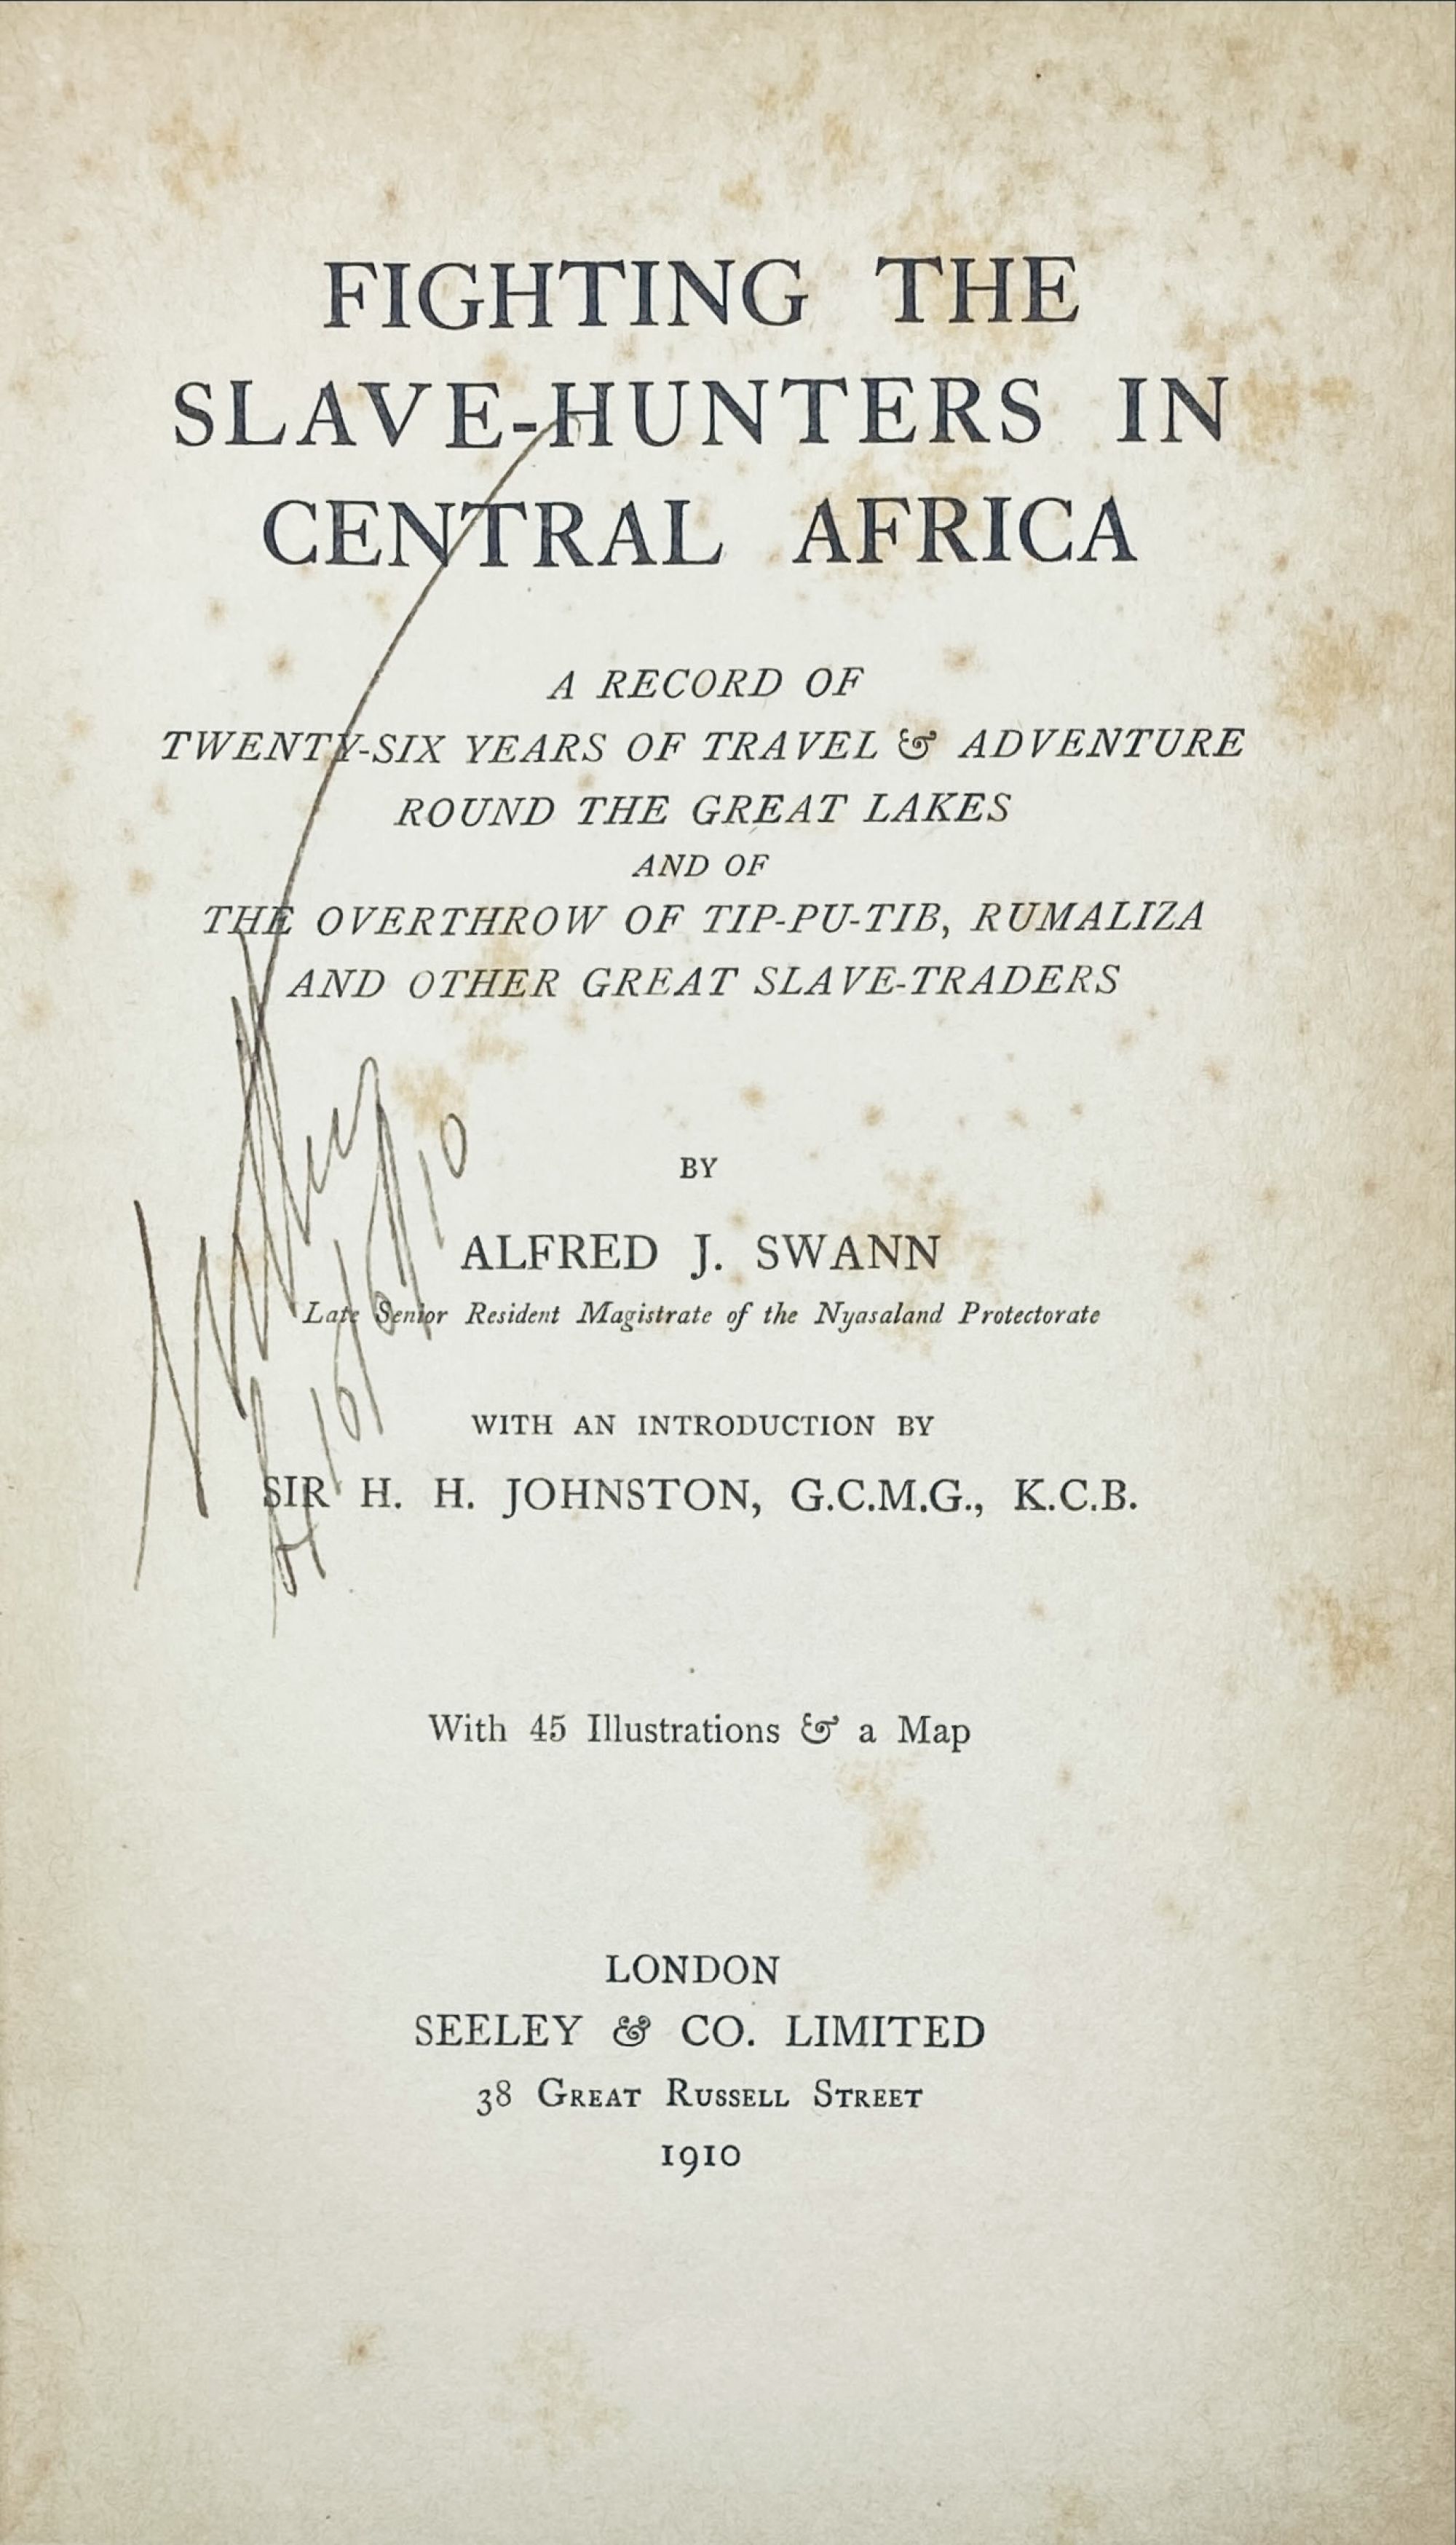 FIGHTING THE
SLAVE-HUNTERS IN
CENTRAL AFRICA
A RECORD OF
TWENTY-SIX YEARS OF TRAVEL & ADVENTURE
ROUND THE GREAT LAKES
AND OF
THE OVERTHROW OF TIP-PU-TIB, RUMALIZA
AND OTHER GREAT SLAVE-TRADERS
BY
ALFRED J. SWANN
Late Senior Resident Magistrate of the Nyasaland Protectorate
WITH AN INTRODUCTION BY
SIR H. H. JOHNSTON, G.C.M.G., K.C.B.
With 45 Illustrations & a Map
LONDON
SEELEY & CO. LIMITED
38 GREAT RUSSELL STREET
1910